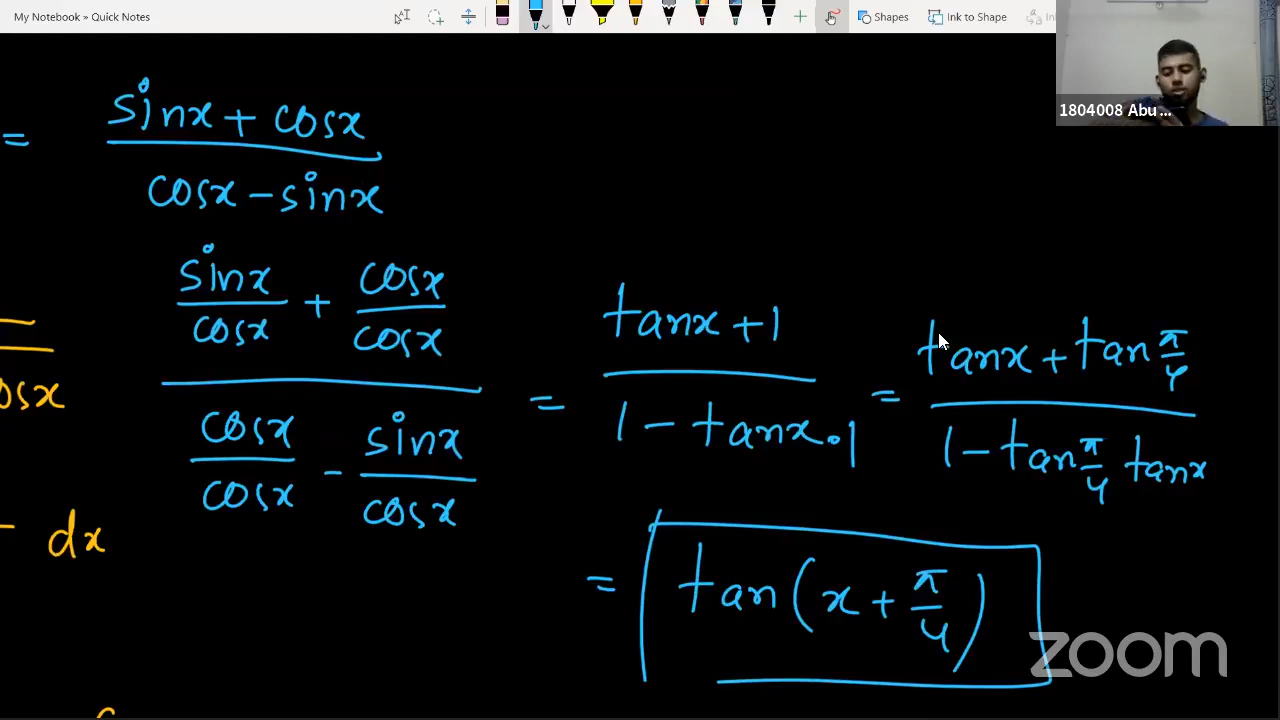 My Notebook » Quick Notes
Shapes
Ink to Shape
1804008 Abu ...
= sinx + cosx / cosx - sinx
sinx/cosx + cosx/cosx
cosx/cosx - sinx/cosx
= tanx + 1 / 1 - tanx.1
= tanx + tan π/4 / 1 - tan π/4 tanx
= tan(x + π/4)
osx
dx
zoom